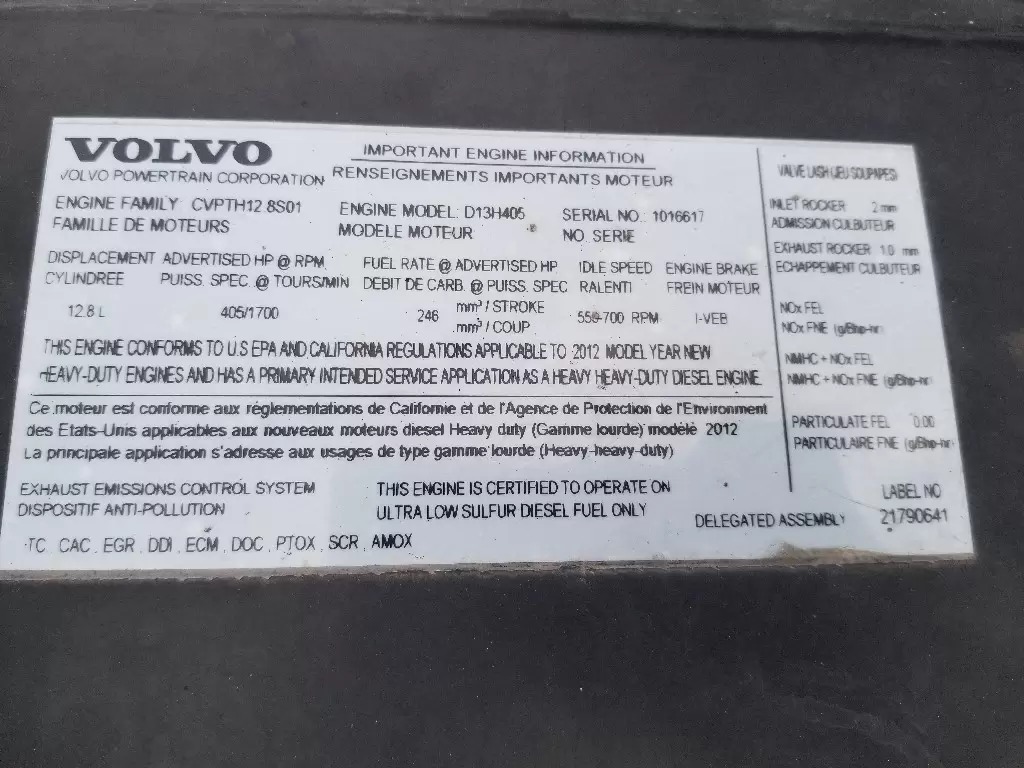 VOLVO
VOLVO POWERTRAIN CORPORATION
IMPORTANT ENGINE INFORMATION
RENSEIGNEMENTS IMPORTANTS MOTEUR
ENGINE FAMILY CVPTH12.8S01
FAMILLE DE MOTEURS
ENGINE MODEL: D13H405
MODELE MOTEUR
SERIAL NO.: 1016617
NO. SERIE
DISPLACEMENT ADVERTISED HP @ RPM FUEL RATE @ ADVERTISED HP IDLE SPEED ENGINE BRAKE
CYLINDREE PUISS. SPEC. @ TOURS/MIN DEBIT DE CARB. @ PUISS. SPEC RALENTI FREIN MOTEUR
12.8 L 405/1700 246 mm³ / STROKE 550-700 RPM I-VEB
mm³ / COUP
THIS ENGINE CONFORMS TO U.S EPA AND CALIFORNIA REGULATIONS APPLICABLE TO 2012 MODEL YEAR NEW
HEAVY-DUTY ENGINES AND HAS A PRIMARY INTENDED SERVICE APPLICATION AS A HEAVY HEAVY-DUTY DIESEL ENGINE.
Ce moteur est conforme aux réglementations de Californie et de l'Agence de Protection de l'Environment
des Etats-Unis applicables aux nouveaux moteurs diesel Heavy duty (Gamme lourde) modèle 2012
La principale application s'adresse aux usages de type gamme lourde (Heavy-heavy-duty)
EXHAUST EMISSIONS CONTROL SYSTEM
DISPOSITIF ANTI-POLLUTION
TC , CAC , EGR , DDI , ECM , DOC , PTOX , SCR , AMOX
THIS ENGINE IS CERTIFIED TO OPERATE ON
ULTRA LOW SULFUR DIESEL FUEL ONLY
VALVE LASH (JEU SOUPAPES)
INLET ROCKER .2 mm
ADMISSION CULBUTEUR
EXHAUST ROCKER 1.0 mm
ECHAPPEMENT CULBUTEUR
NOx FEL
NOx FNE (g/Bhp-hr)
NMHC + NOx FEL
NMHC + NOx FNE (g/Bhp-hr)
PARTICULATE FEL 0.00
PARTICULAIRE FNE (g/Bhp-hr)
DELEGATED ASSEMBLY
LABEL NO
21790641